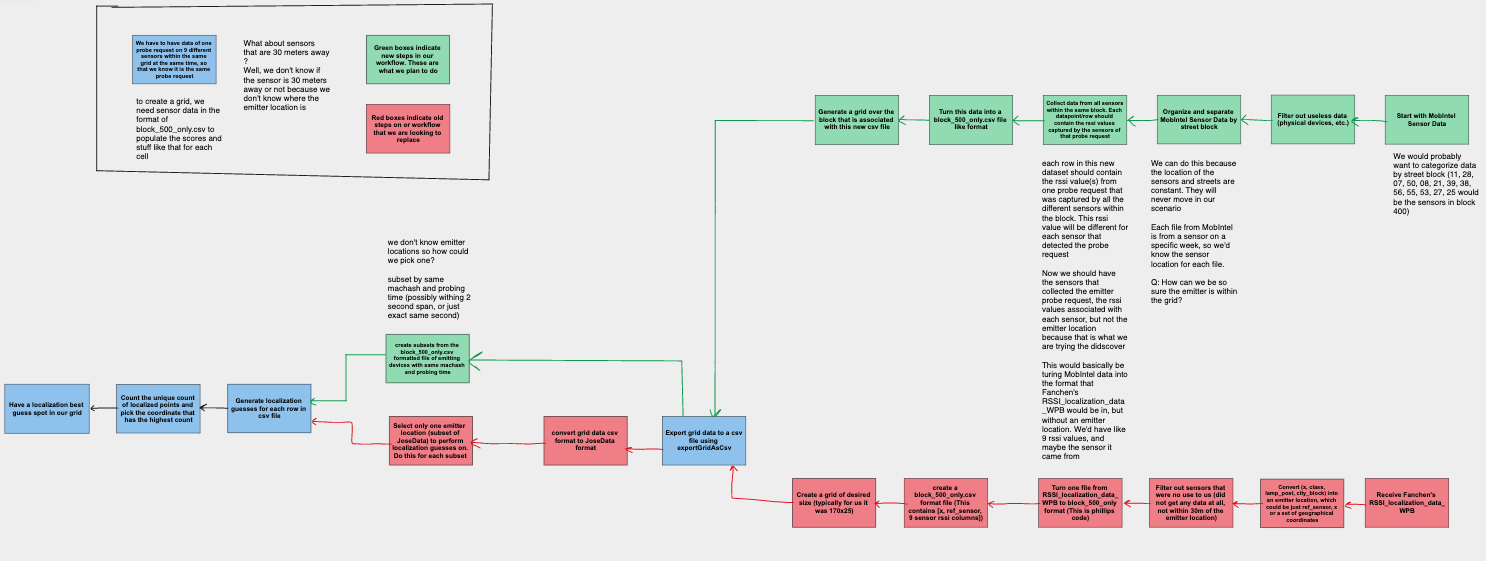 We have to have data of one
probe request on 9 different
sensors within the same
grid at the same time, so
that we know it is the same
probe request
to create a grid, we
need sensor data in the
format of
block_500_only.csv to
populate the scores and
stuff like that for each
cell
What about sensors
that are 30 meters away
?
Well, we don't know if
the sensor is 30 meters
away or not because we
don't know where the
emitter location is
Green boxes indicate
new steps in our
workflow. These are
what we plan to do
Red boxes indicate old
steps on or workflow
that we are looking to
replace
Generate a grid over the
block that is associated
with this new csv file
Turn this data into a
block_500_only.csv file
like format
Collect data from all sensors
within the same block. Each
datapoint/row should
contain the rssi values
captured by the sensors of
that probe request
Organize and separate
MobIntel Sensor Data by
street block
Filter out useless data
(physical devices, etc.)
Start with MobIntel
Sensor Data
each row in this new
dataset should contain
the rssi value(s) from
one probe request that
was captured by all the
different sensors within
the block. This rssi
value will be different for
each sensor that
detected the probe
request
Now we should have
the sensors that
collected the emitter
probe request, the rssi
values associated with
each sensor, but not the
emitter location
because that is what we
are trying the didscover
This would basically be
turing MobIntel data into
the format that
Fanchen's
RSSI_localization_data
_WPB would be in, but
without an emitter
location. We'd have like
9 rssi values, and
maybe the sensor it
came from
We can do this because
the location of the
sensors and streets are
constant. They will
never move in our
scenario
Each file from MobIntel
is from a sensor on a
specific week, so we'd
know the sensor
location for each file.
Q: How can we be so
sure the emitter is within
the grid?
We would probably
want to categorize data
by street block (11, 28,
07, 50, 08, 21, 39, 38,
56, 55, 53, 27, 25 would
be the sensors in block
400)
we don't know emitter
locations so how could
we pick one?
subset by same
machash and probing
time (possibly withing 2
second span, or just
exact same second)
create subsets from the
block_500_only.csv
formatted file of emitting
devices with same machash
and probing time
Have a localization best
guess spot in our grid
Count the unique count
of localized points and
pick the coordinate that
has the highest count
Generate localization
guesses for each row in
csv file
Select only one emitter
location (subset of
JoseData) to perform
localization guesses on.
Do this for each subset
convert grid data csv
format to JoseData
format
Export grid data to a csv
file using
exportGridAsCsv
Create a grid of desired
size (typically for us it
was 170x25)
create a
block_500_only.csv
format file (This
contains [x, ref_sensor,
9 sensor rssi columns])
Turn one file from
RSSI_localization_data_
WPB to block_500_only
format (This is phillips
code)
Filter out sensors that
were no use to us (did
not get any data at all,
not within 30m of the
emitter location)
Convert (x, class,
lamp_post, city_block) into
an emitter location, which
could be just ref_sensor, x
or a set of geographical
coordinates
Receive Fanchen's
RSSI_localization_data_
WPB